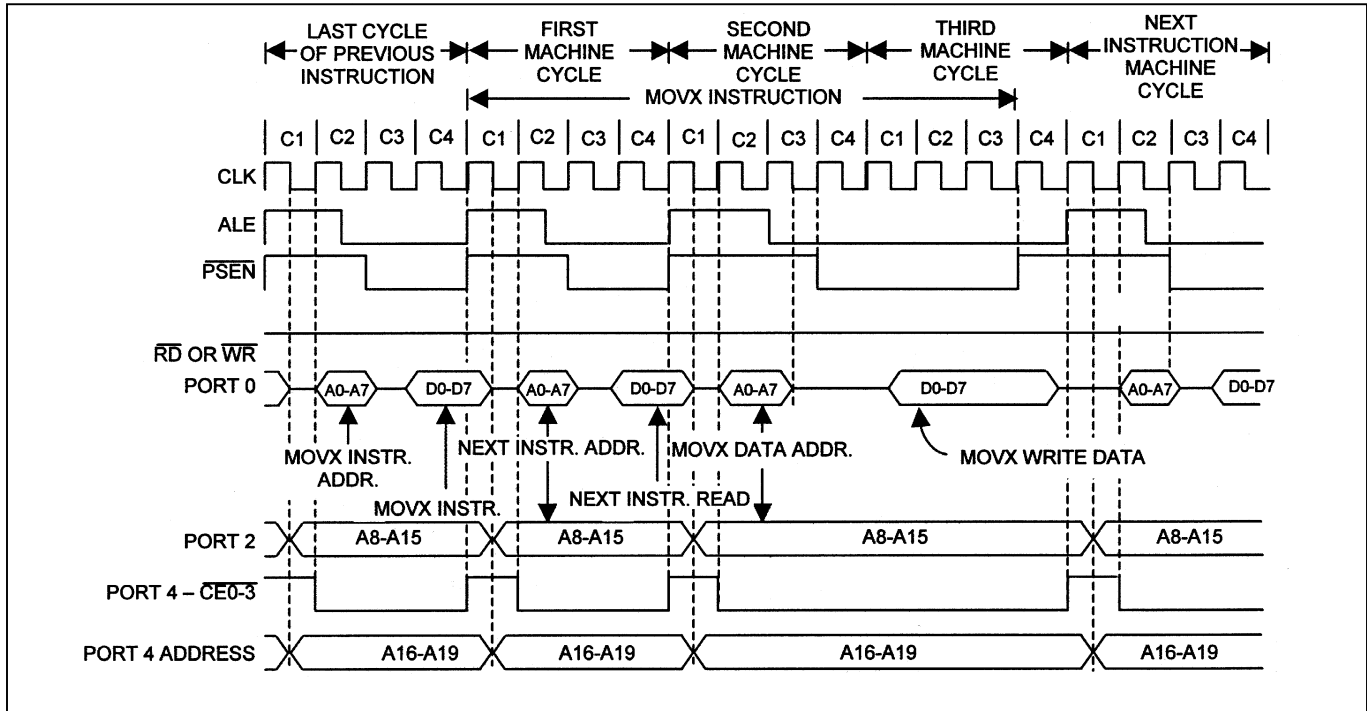 LAST CYCLE
OF PREVIOUS
INSTRUCTION
FIRST
MACHINE
CYCLE
SECOND
MACHINE
CYCLE
THIRD
MACHINE
CYCLE
NEXT
INSTRUCTION
MACHINE
CYCLE
MOVX INSTRUCTION
C1 C2 C3 C4 C1 C2 C3 C4 C1 C2 C3 C4 C1 C2 C3 C4 C1 C2 C3 C4
CLK
ALE
PSEN
RD OR WR
PORT 0 A0-A7 D0-D7 A0-A7 D0-D7 A0-A7 D0-D7 A0-A7 D0-D7
MOVX INSTR.
ADDR.
MOVX INSTR.
NEXT INSTR. ADDR.
NEXT INSTR. READ
MOVX DATA ADDR.
MOVX WRITE DATA
PORT 2 A8-A15 A8-A15 A8-A15 A8-A15
PORT 4 – CE0-3
PORT 4 ADDRESS A16-A19 A16-A19 A16-A19 A16-A19